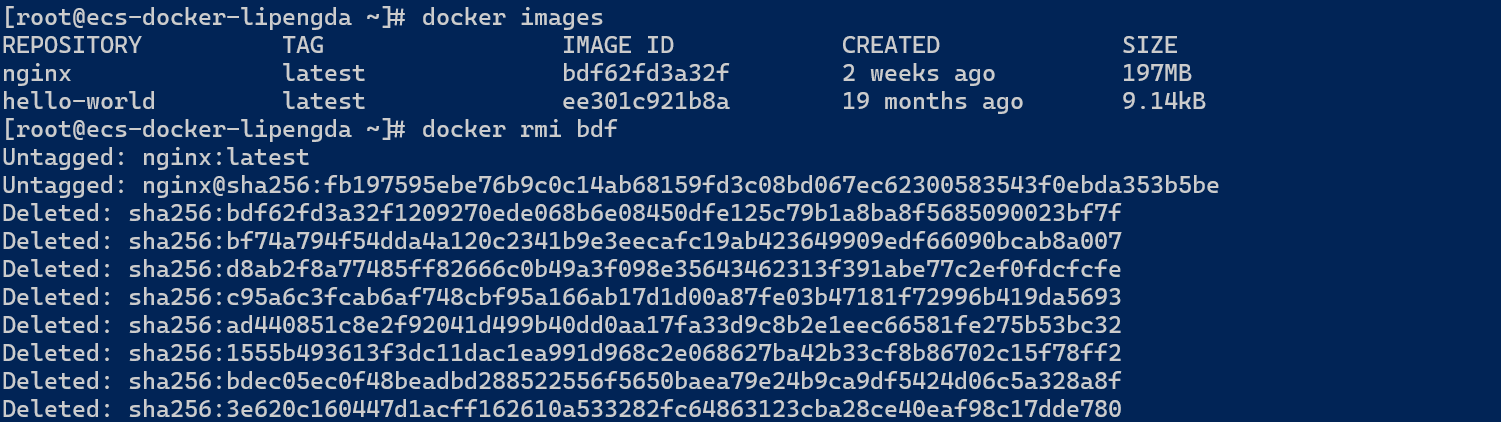 [root@ecs-docker-lipengda ~]# docker images
REPOSITORY          TAG                 IMAGE ID            CREATED             SIZE
nginx               latest              bdf62fd3a32f        2 weeks ago         197MB
hello-world         latest              ee301c921b8a        19 months ago       9.14kB
[root@ecs-docker-lipengda ~]# docker rmi bdf
Untagged: nginx:latest
Untagged: nginx@sha256:fb197595ebe76b9c0c14ab68159fd3c08bd067ec62300583543f0ebda353b5be
Deleted: sha256:bdf62fd3a32f1209270ede068b6e08450dfe125c79b1a8ba8f5685090023bf7f
Deleted: sha256:bf74a794f54dda4a120c2341b9e3eecafc19ab423649909edf66090bcab8a007
Deleted: sha256:d8ab2f8a77485ff82666c0b49a3f098e35643462313f391abe77c2ef0fdcfcfe
Deleted: sha256:c95a6c3fcab6af748cbf95a166ab17d1d00a87fe03b47181f72996b419da5693
Deleted: sha256:ad440851c8e2f92041d499b40dd0aa17fa33d9c8b2e1eec66581fe275b53bc32
Deleted: sha256:1555b493613f3dc11dac1ea991d968c2e068627ba42b33cf8b86702c15f78ff2
Deleted: sha256:bdec05ec0f48beadbd288522556f5650baea79e24b9ca9df5424d06c5a328a8f
Deleted: sha256:3e620c160447d1acff162610a533282fc64863123cba28ce40eaf98c17dde780